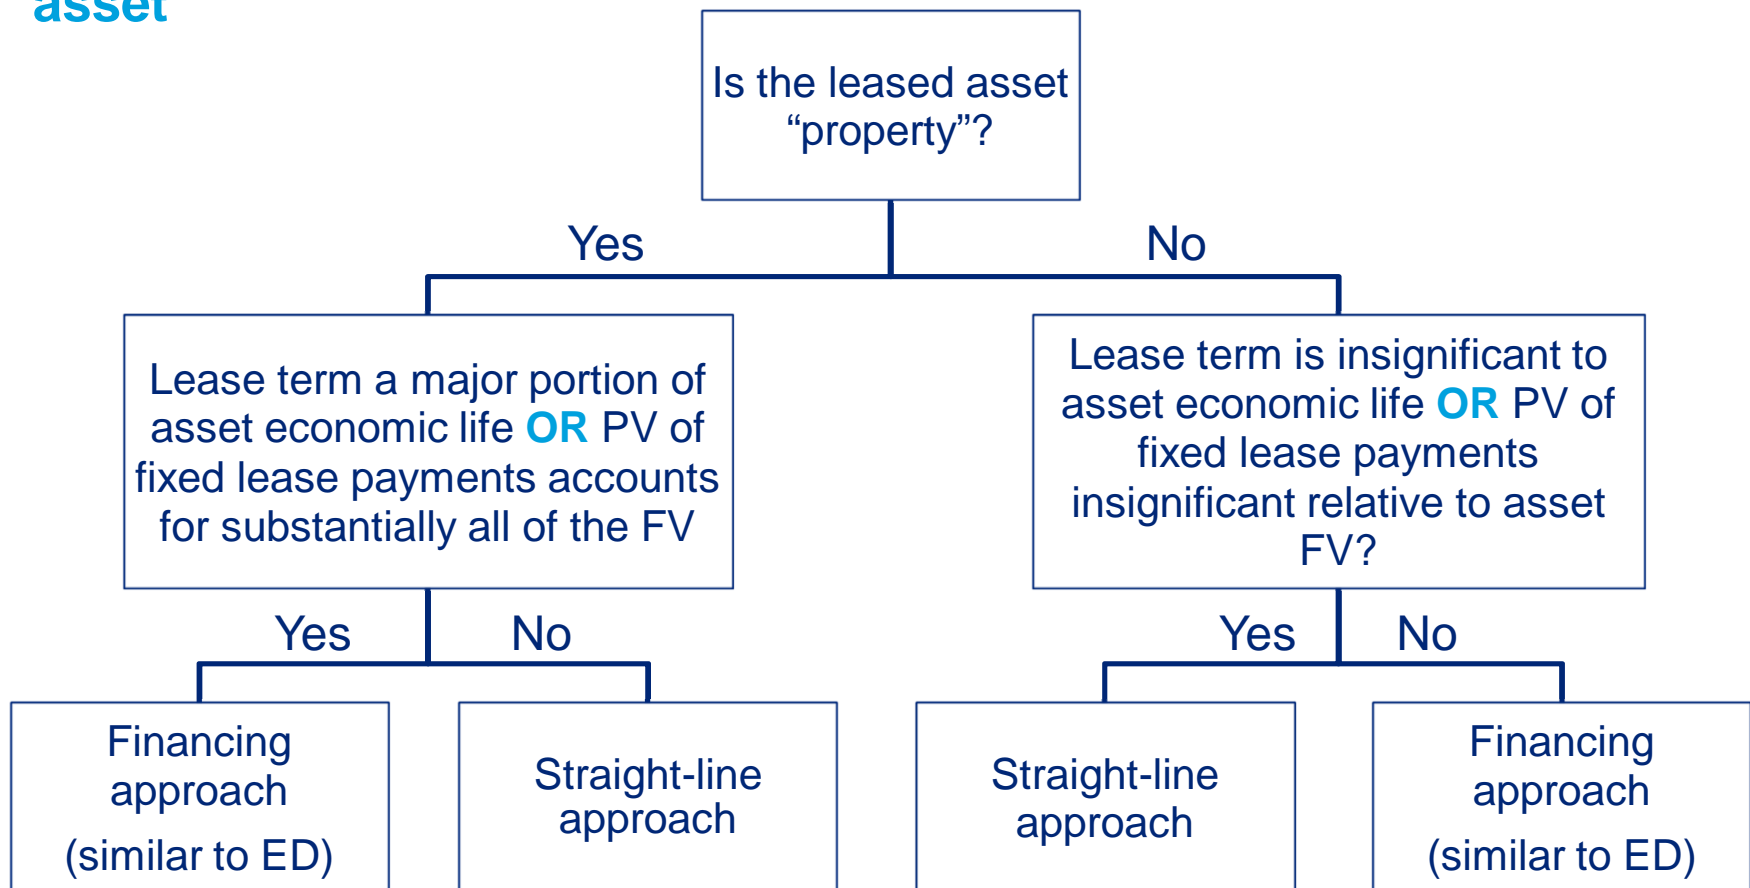 asset
Is the leased asset
“property”?
Yes
No
Lease term a major portion of
asset economic life OR PV of
fixed lease payments accounts
for substantially all of the FV
Lease term is insignificant to
asset economic life OR PV of
fixed lease payments
insignificant relative to asset
FV?
Yes
No
Yes
No
Financing
approach
(similar to ED)
Straight-line
approach
Straight-line
approach
Financing
approach
(similar to ED)